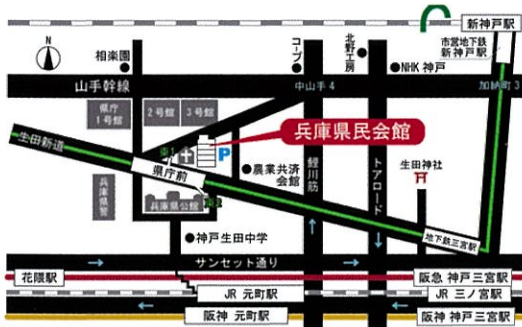 新神戸駅
N
相楽園
コープ
北野工房
市営地下鉄
新神戸駅
NHK 神戸
山手幹線
中山手4
加納町3
県庁
1号館
2号館
3号館
生田新道
東1
P
兵庫県民会館
県庁前
農業共済
会館
鯉川筋
トアロード
生田神社
兵庫県警
兵庫県公館
東2
神戸生田中学
地下鉄三宮駅
サンセット通り
花隈駅
阪急 神戸三宮駅
JR 元町駅
JR 三ノ宮駅
阪神 元町駅
阪神 神戸三宮駅